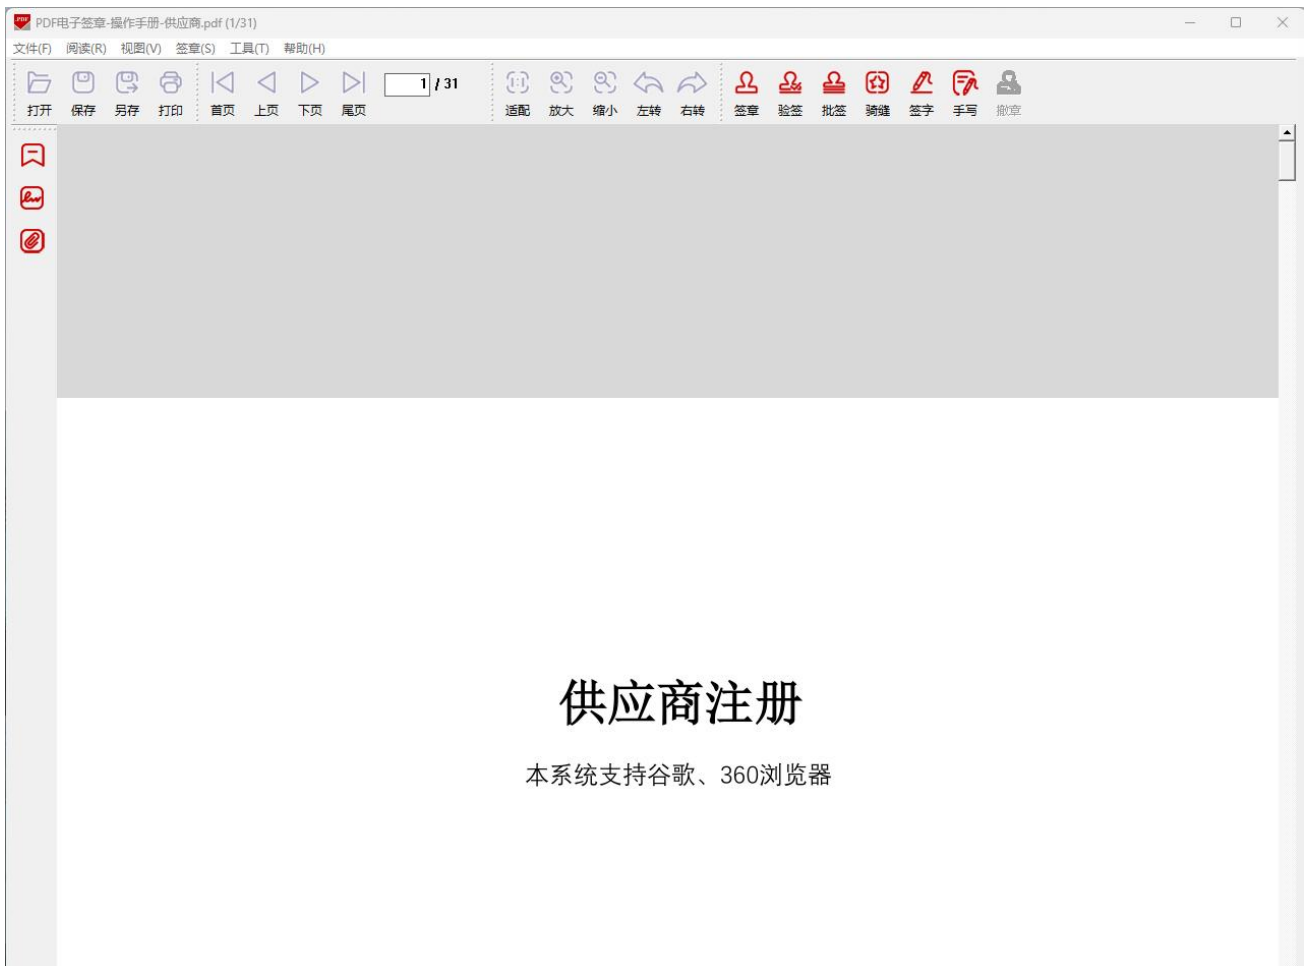 PDF电子签章-操作手册-供应商.pdf (1/31)
文件(F) 阅读(R) 视图(V) 签章(S) 工具(T) 帮助(H)
1 / 31
打开 保存 另存 打印 首页 上页 下页 尾页 适配 放大 缩小 左转 右转 签章 验签 批签 骑缝 签字 手写 撤章
供应商注册
本系统支持谷歌、360浏览器